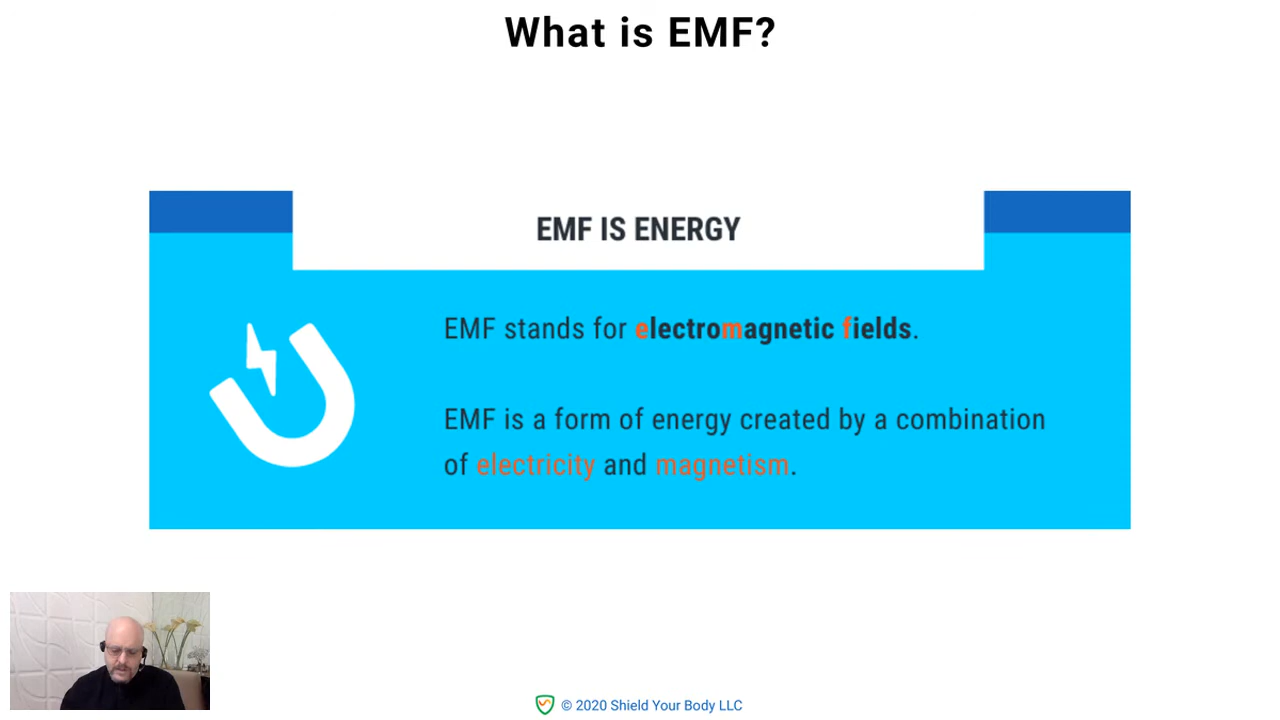 What is EMF?
EMF IS ENERGY
EMF stands for electromagnetic fields.
EMF is a form of energy created by a combination
of electricity and magnetism.
© 2020 Shield Your Body LLC